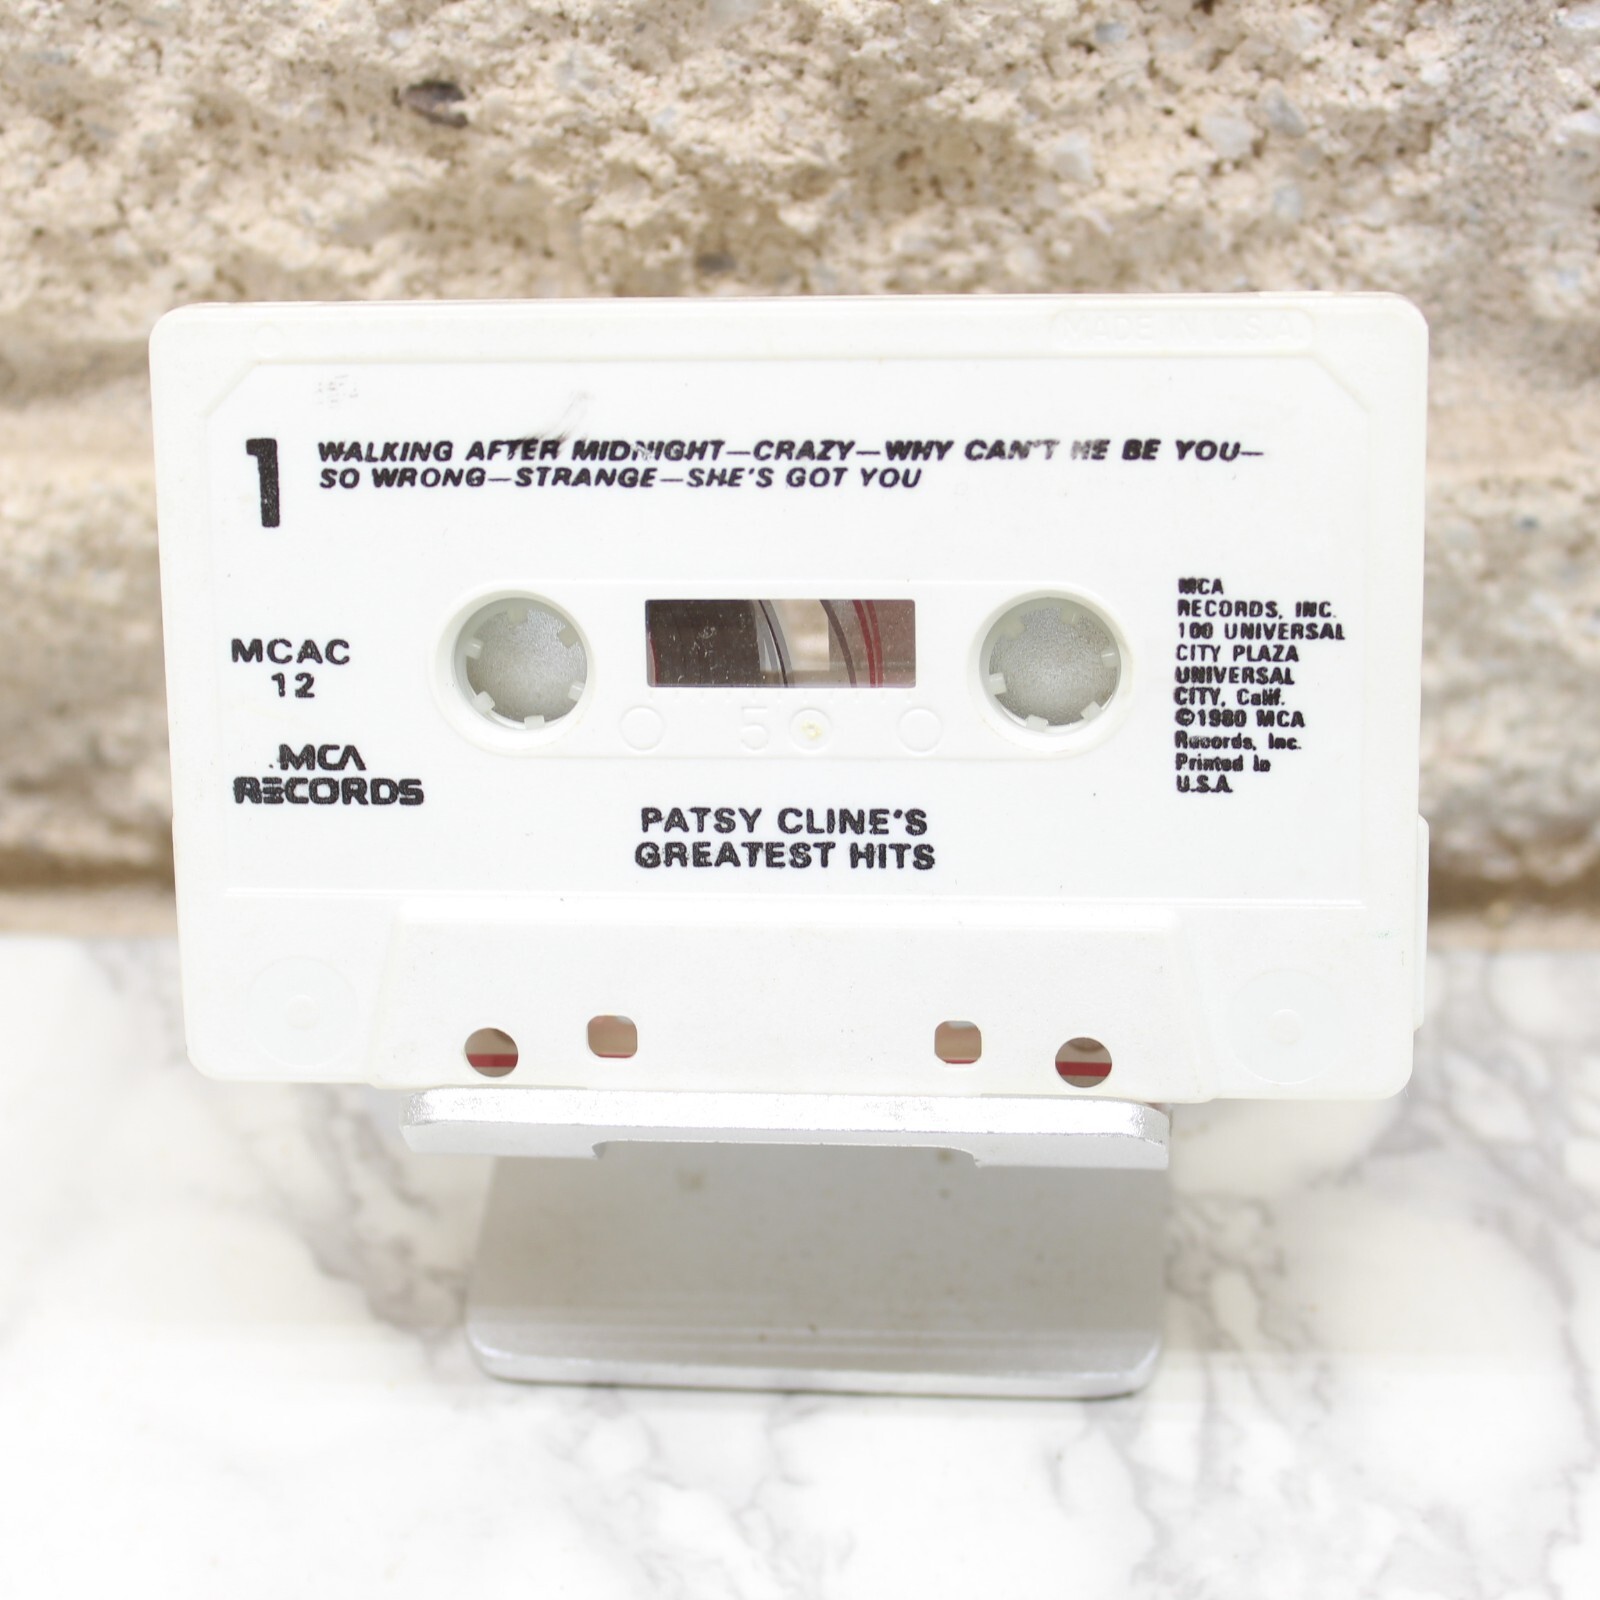 MADE IN U.S.A.
1
WALKING AFTER MIDNIGHT—CRAZY—WHY CAN'T HE BE YOU—
SO WRONG—STRANGE—SHE'S GOT YOU
MCAC
12
MCA
RECORDS
MCA
RECORDS, INC.
100 UNIVERSAL
CITY PLAZA
UNIVERSAL
CITY, Calif.
©1980 MCA
Records, Inc.
Printed in
U.S.A.
5
PATSY CLINE'S
GREATEST HITS